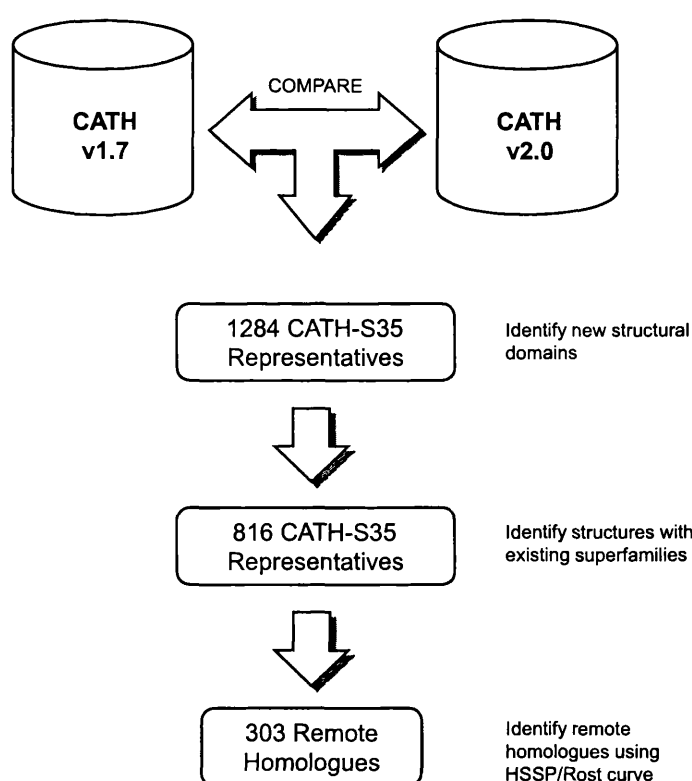 COMPARE
CATH
v1.7
CATH
v2.0
1284 CATH-S35
Representatives
Identify new structural
domains
816 CATH-S35
Representatives
Identify structures with
existing superfamilies
303 Remote
Homologues
Identify remote
homologues using
HSSP/Rost curve